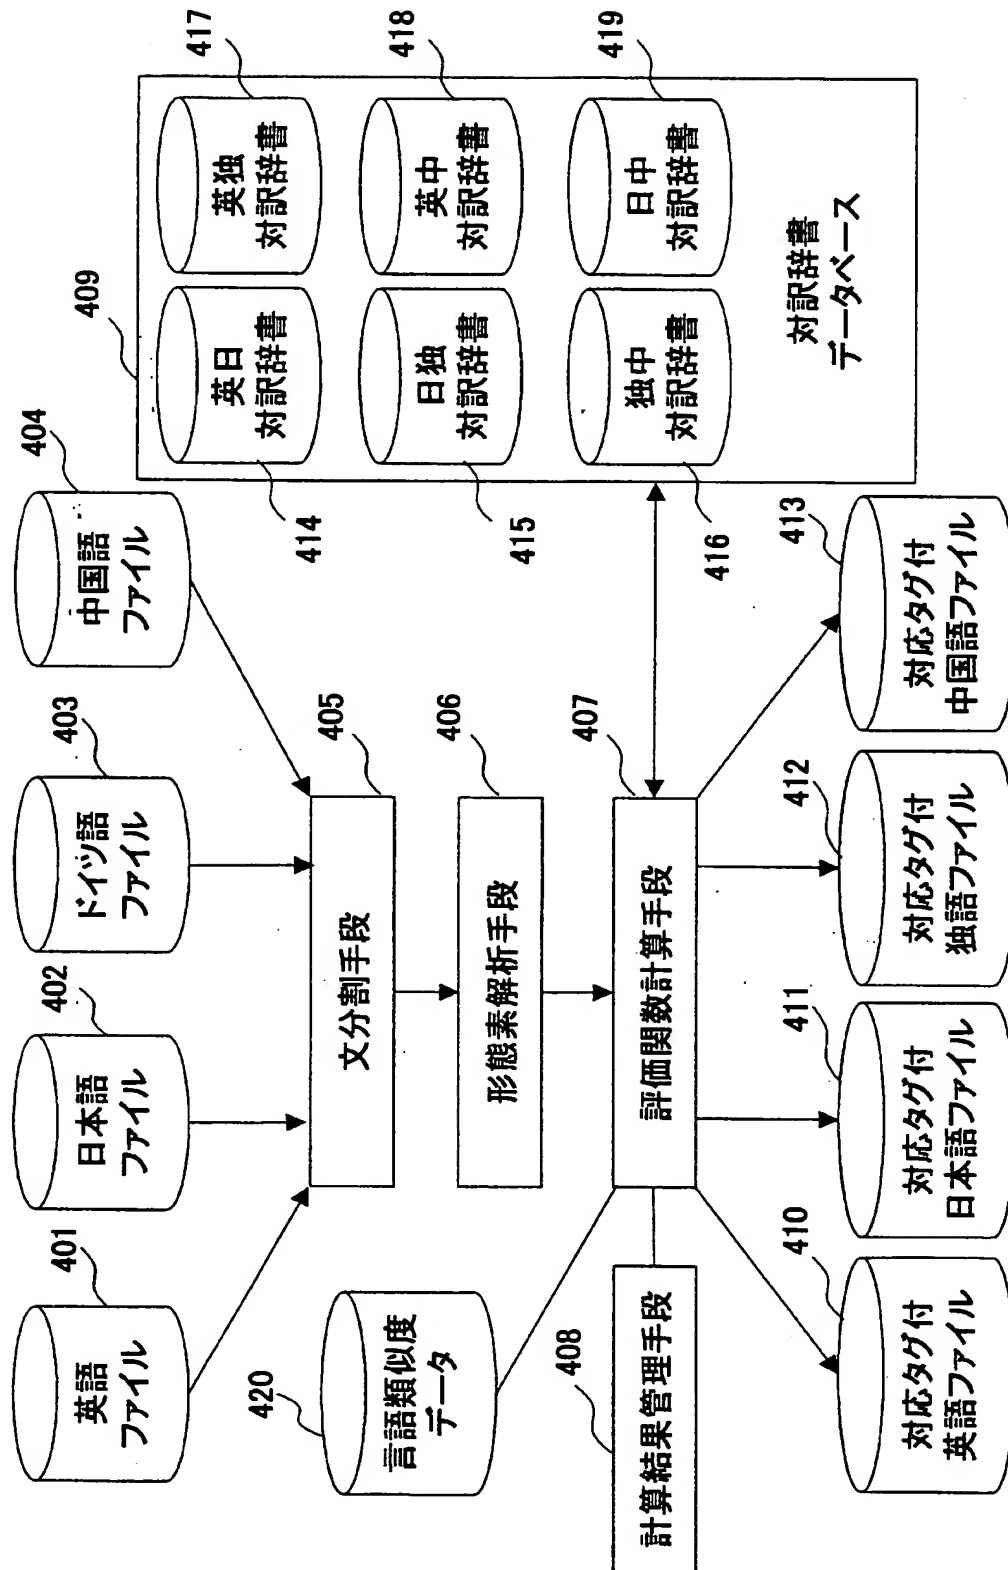 401
英語
ファイル
402
日本語
ファイル
403
ドイツ語
ファイル
404
中国語
ファイル
409
405
文分割手段
406
形態素解析手段
407
評価関数計算手段
420
言語類似度
データ
408
計算結果管理手段
414
英日
対訳辞書
417
英独
対訳辞書
415
日独
対訳辞書
418
英中
対訳辞書
416
独中
対訳辞書
419
日中
対訳辞書
対訳辞書
データベース
410
対応タグ付
英語ファイル
411
対応タグ付
日本語ファイル
412
対応タグ付
独語ファイル
413
対応タグ付
中国語ファイル